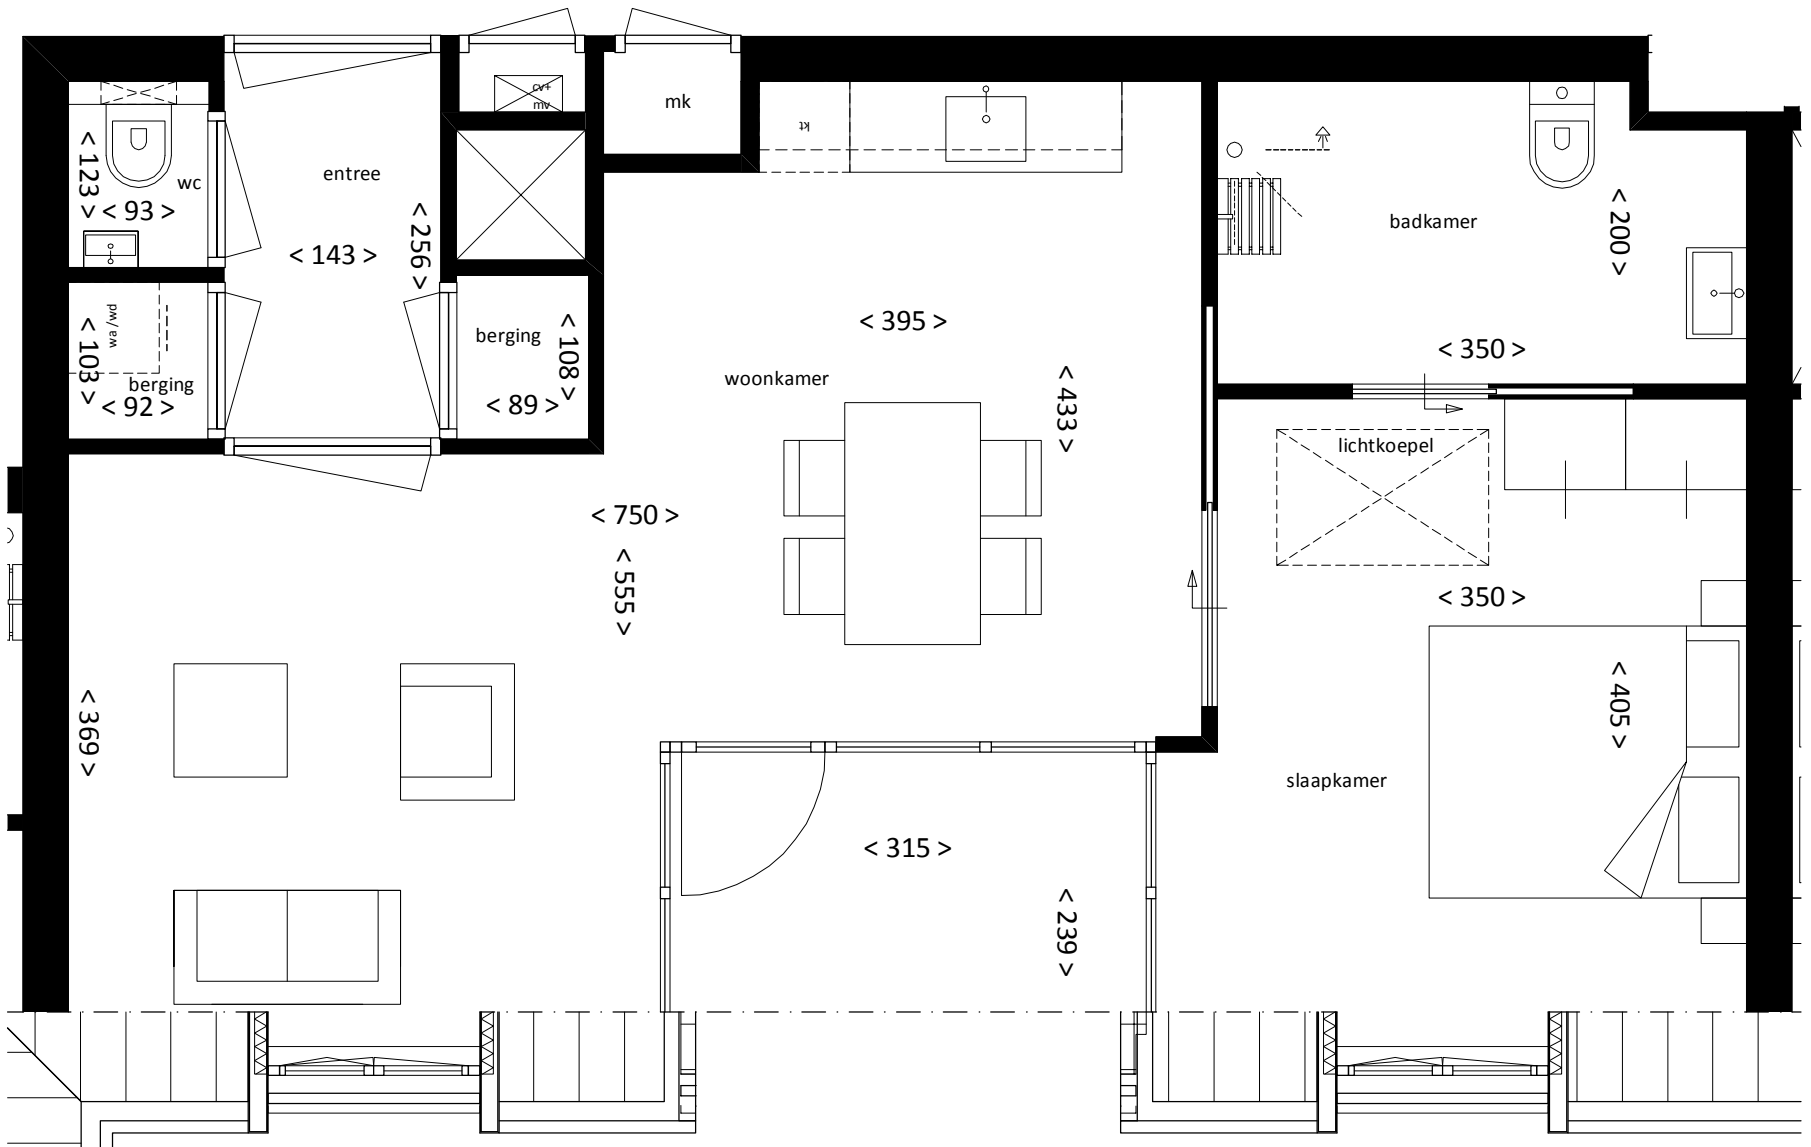 cv+
mv
mk
kt
< 123 >
wc
< 93 >
entree
< 143 >
< 256 >
badkamer
< 200 >
< 350 >
wa /wd
< 103 >
berging
< 92 >
berging
< 108 >
< 89 >
< 395 >
woonkamer
< 433 >
lichtkoepel
< 750 >
< 555 >
< 350 >
< 369 >
< 405 >
slaapkamer
< 315 >
< 239 >